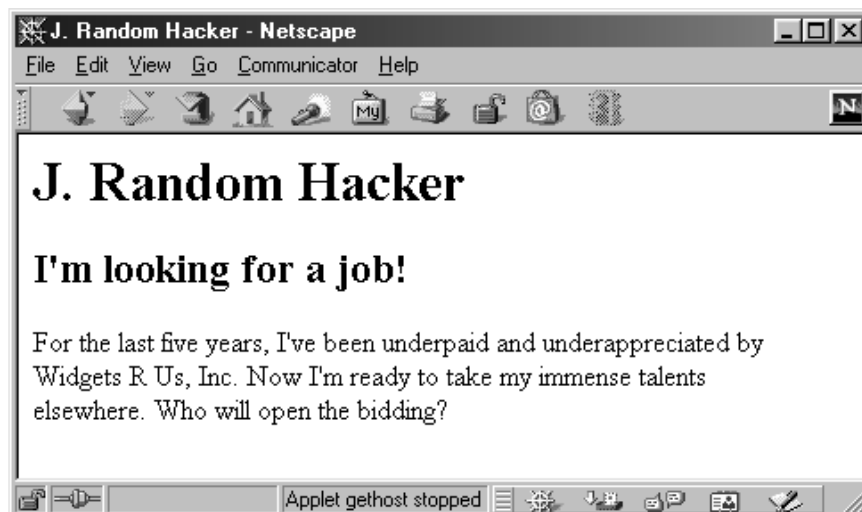 J. Random Hacker - Netscape
File Edit View Go Communicator Help
My
N
J. Random Hacker
I'm looking for a job!
For the last five years, I've been underpaid and underappreciated by
Widgets R Us, Inc. Now I'm ready to take my immense talents
elsewhere. Who will open the bidding?
Applet gethost stopped